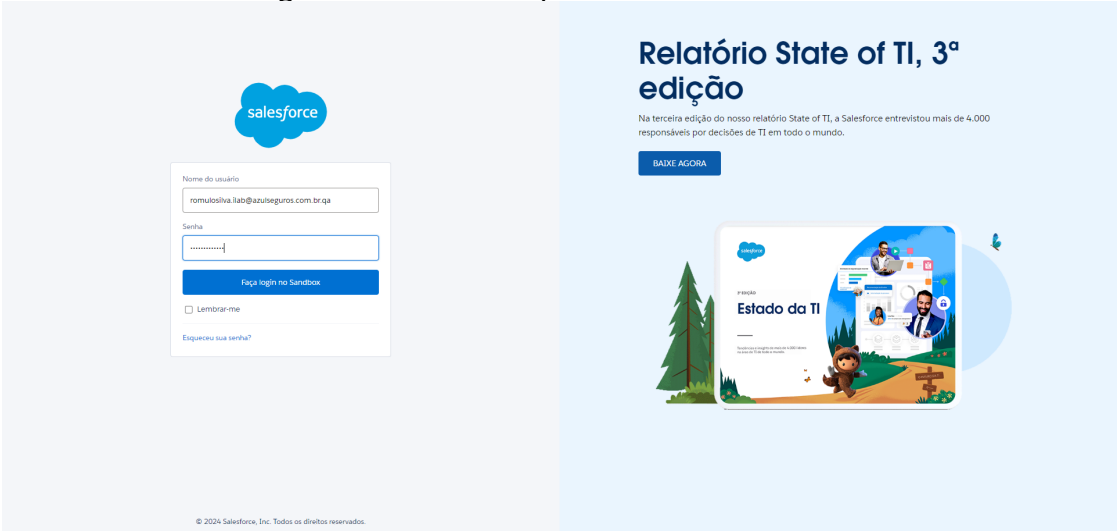 salesforce
Nome do usuário
romulosilva.liab@azulseguros.com.br.qa
Senha
Faça login no Sandbox
Lembrar-me
Esqueceu sua senha?
© 2024 Salesforce, Inc. Todos os direitos reservados.
Relatório State of TI, 3ª
edição
Na terceira edição do nosso relatório State of TI, a Salesforce entrevistou mais de 4.000
responsáveis por decisões de TI em todo o mundo.
BAIXE AGORA
salesforce
3ª EDIÇÃO
Estado da TI